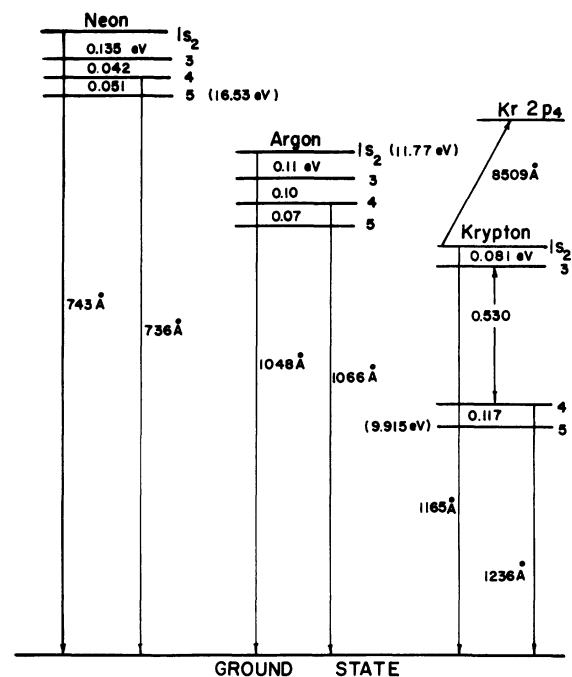 Neon
1S2
0.135 eV
3
0.042
4
0.051
5 (16.53 eV)
Kr 2p4
Argon
1S2 (11.77 eV)
0.11 eV
3
8509Å
0.10
4
0.07
5
Krypton
1S2
0.081 eV
3
743Å
0.530
736Å
1048Å
1066Å
4
0.117
(9.915 eV)
5
1165Å
1236Å
GROUND STATE